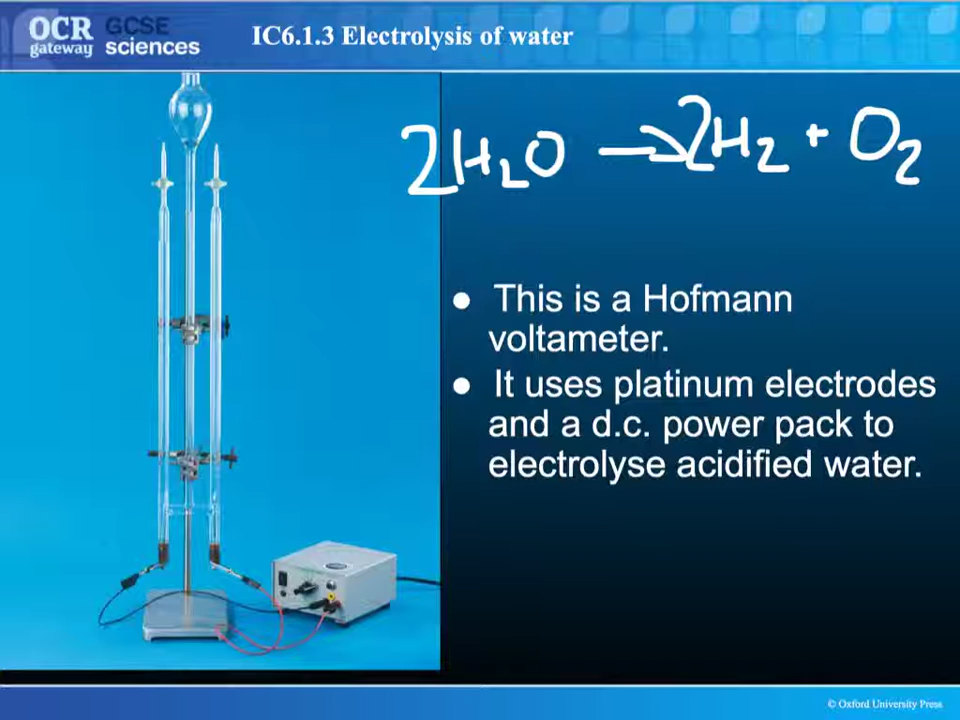 OCR GCSE
gateway sciences
IC6.1.3 Electrolysis of water
2H₂O → 2H₂ + O₂
● This is a Hofmann
voltameter.
● It uses platinum electrodes
and a d.c. power pack to
electrolyse acidified water.
© Oxford University Press